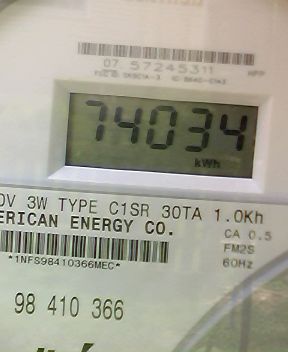 07 57245311
74034
kWh
0V 3W TYPE C1SR 30TA 1.0Kh
ERICAN ENERGY CO.
CA 0.5
FM2S
*1NFS98410366MEC*
60Hz
98 410 366